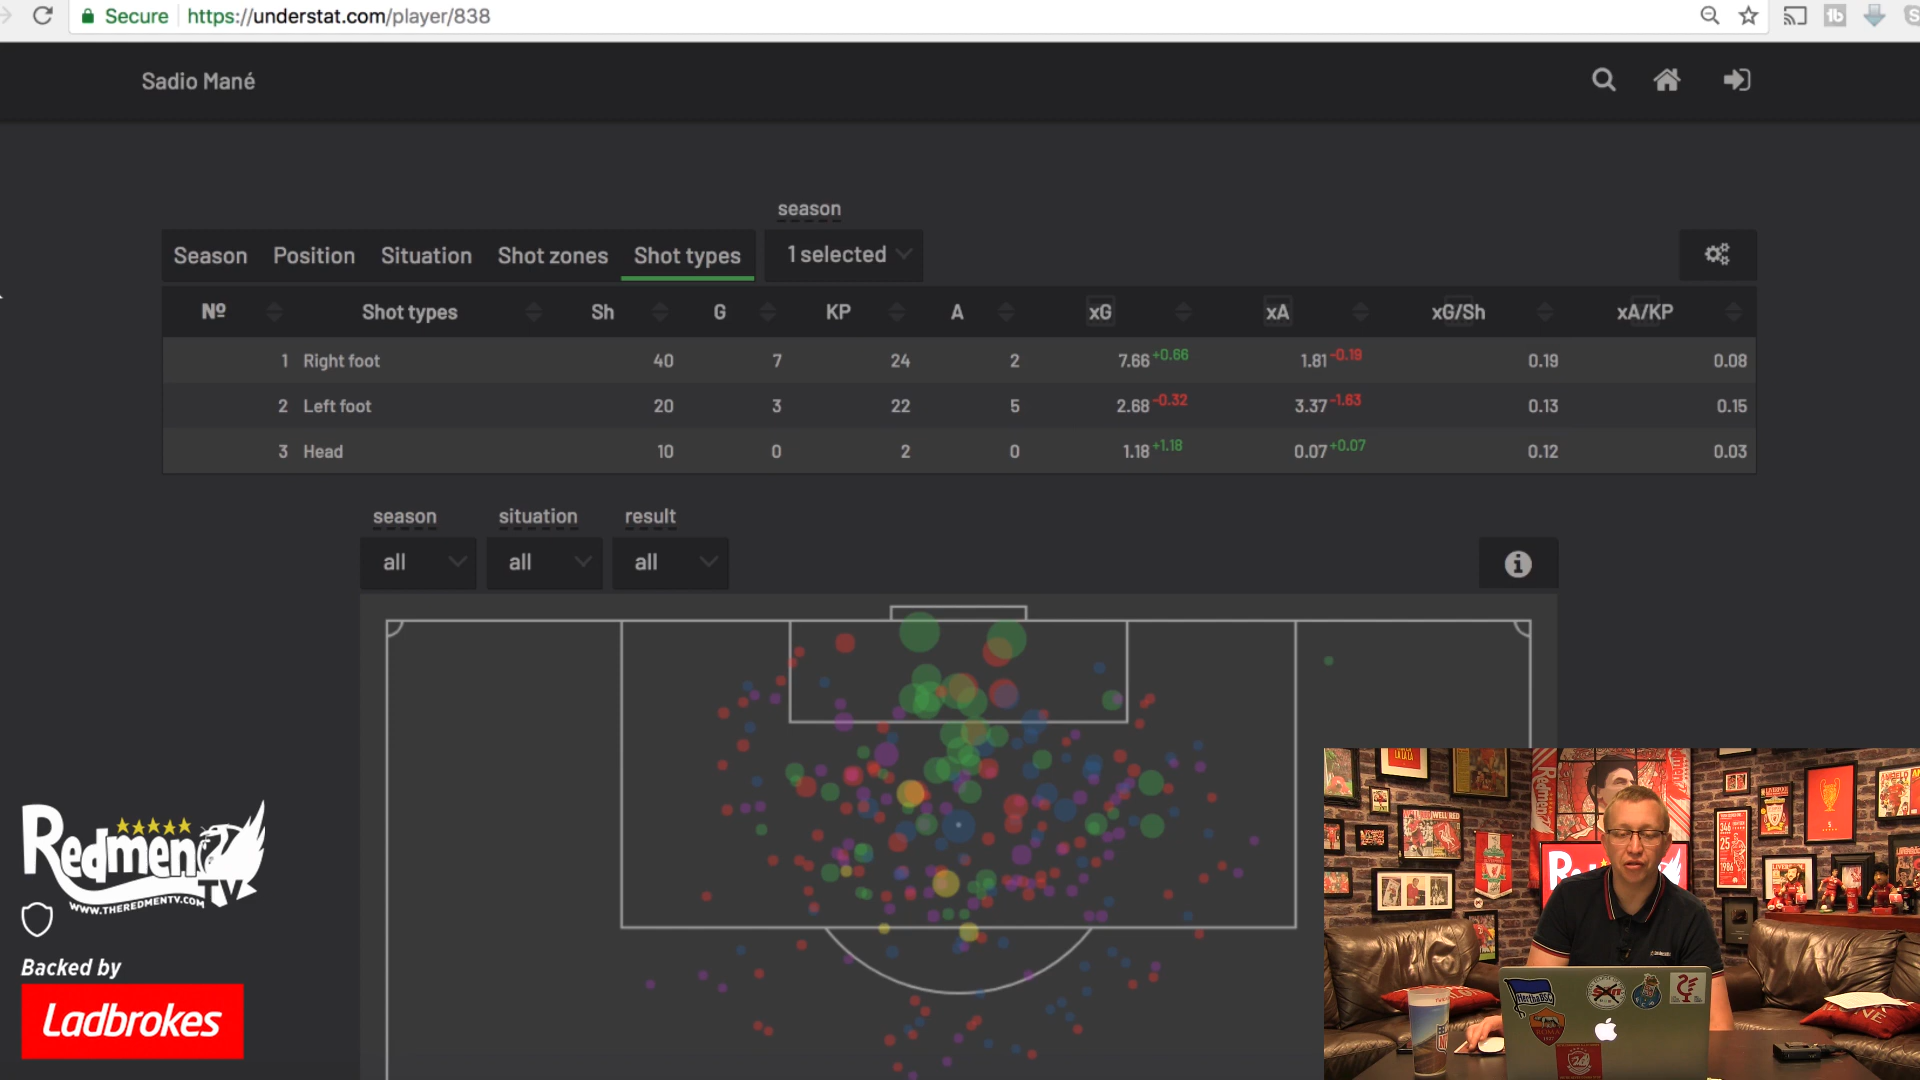 Secure https://understat.com/player/838
Sadio Mané
season
Season Position Situation Shot zones Shot types 1 selected
Nº Shot types Sh G KP A xG xA xG/Sh xA/KP
1 Right foot 40 7 24 2 7.66 +0.66 1.81 -0.19 0.19 0.08
2 Left foot 20 3 22 5 2.68 -0.32 3.37 -1.63 0.13 0.15
3 Head 10 0 2 0 1.18 +1.18 0.07 +0.07 0.12 0.03
season situation result
all all all
Redmen TV
WWW.THEREDMENTV.COM
Backed by
Ladbrokes